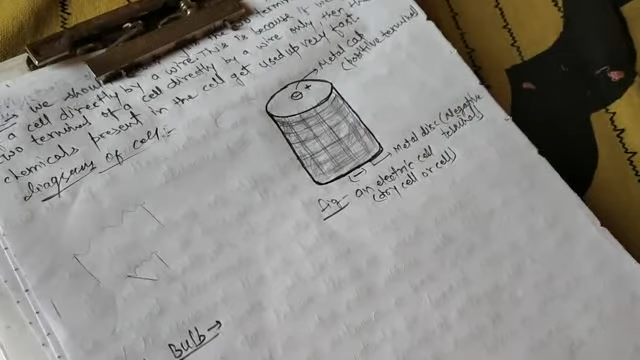 we should
a cell directly by a wire. This is because if we
two terminal of a cell directly by a wire only then the
chemicals present in the cell get used up very fast.
diagram of cell:-
metal cap
(positive terminal)
+
metal disc (Negative
terminal)
(-)
fig- an electric cell
(dry cell or cell)
Bulb→